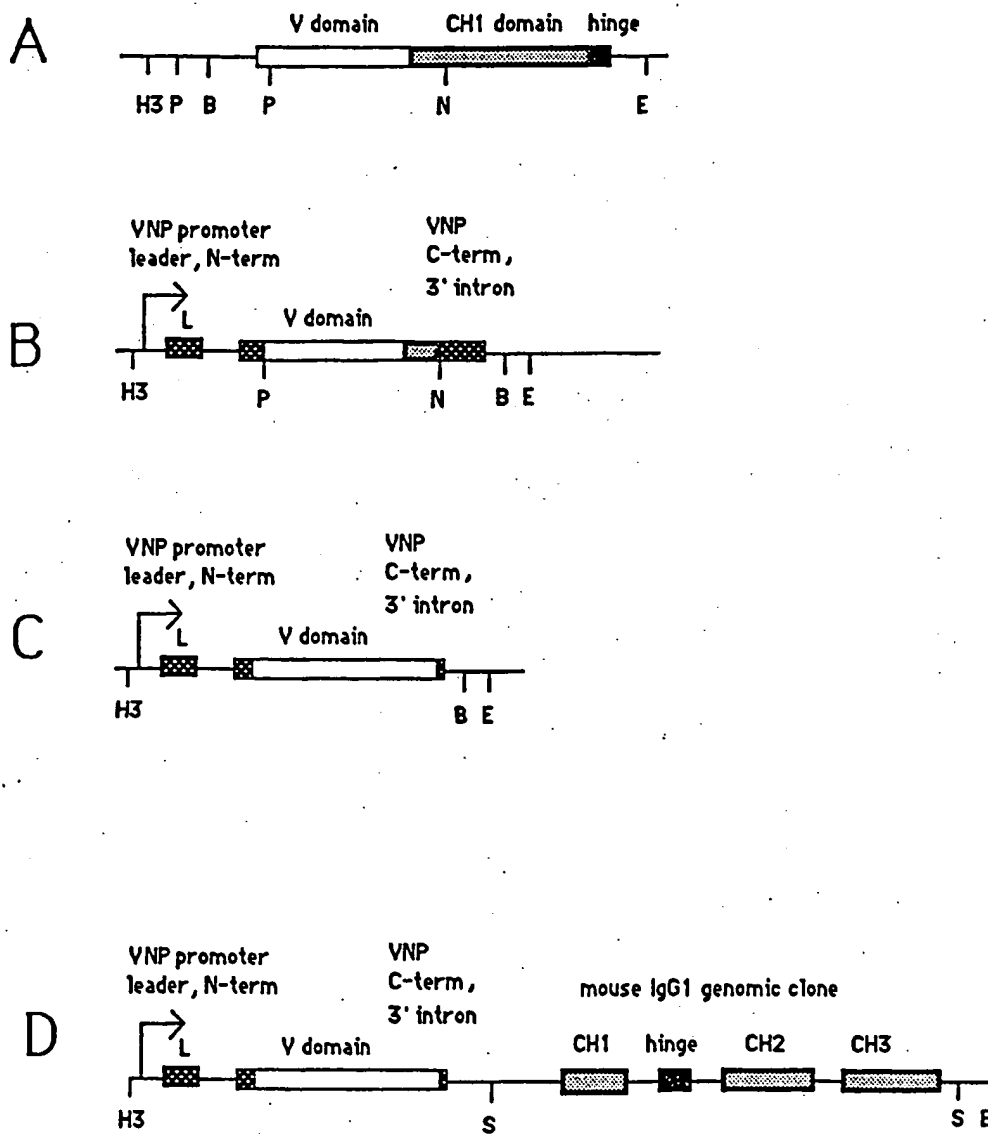 A
V domain CH1 domain hinge
H3 P B P N E
VNP promoter
leader, N-term
VNP
C-term,
3' intron
B
L
V domain
H3 P N B E
VNP promoter
leader, N-term
VNP
C-term,
3' intron
C
L
V domain
H3 B E
VNP promoter
leader, N-term
VNP
C-term,
3' intron
mouse IgG1 genomic clone
D
L
V domain CH1 hinge CH2 CH3
H3 S S